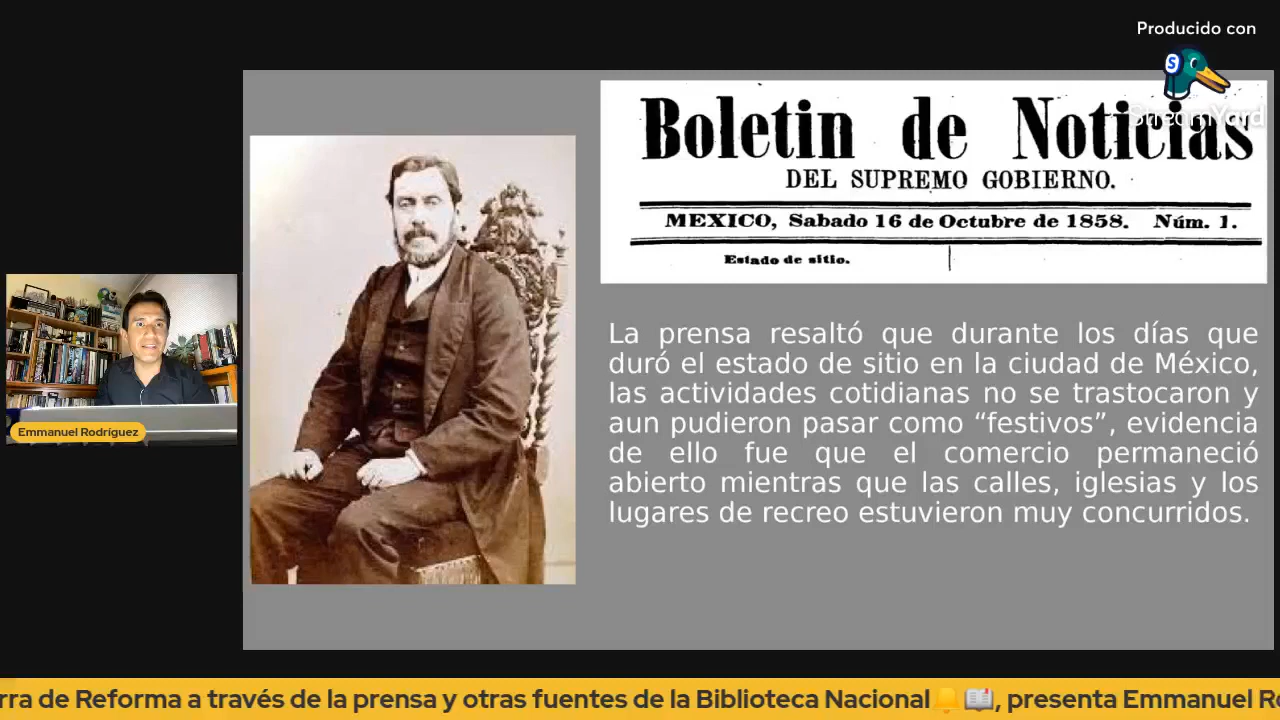 Producido con
StreamYard
Boletin de Noticias
DEL SUPREMO GOBIERNO.
MEXICO, Sabado 16 de Octubre de 1858. Núm. 1.
Estado de sitio.
La prensa resaltó que durante los días que
duró el estado de sitio en la ciudad de México,
las actividades cotidianas no se trastocaron y
aun pudieron pasar como “festivos”, evidencia
de ello fue que el comercio permaneció
abierto mientras que las calles, iglesias y los
lugares de recreo estuvieron muy concurridos.
Emmanuel Rodríguez
rra de Reforma a través de la prensa y otras fuentes de la Biblioteca Nacional🔔📖, presenta Emmanuel Ro